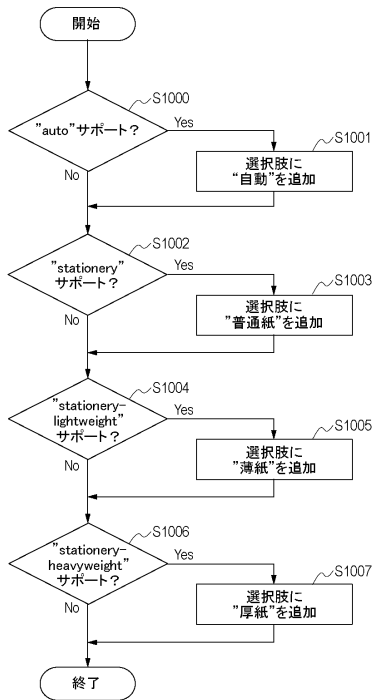 開始
S1000
”auto”サポート？
Yes
No
S1001
選択肢に
“自動”を追加
S1002
”stationery”
サポート？
Yes
No
S1003
選択肢に
”普通紙”を追加
S1004
”stationery-
lightweight”
サポート？
Yes
No
S1005
選択肢に
”薄紙”を追加
S1006
”stationery-
heavyweight”
サポート？
Yes
No
S1007
選択肢に
”厚紙”を追加
終了